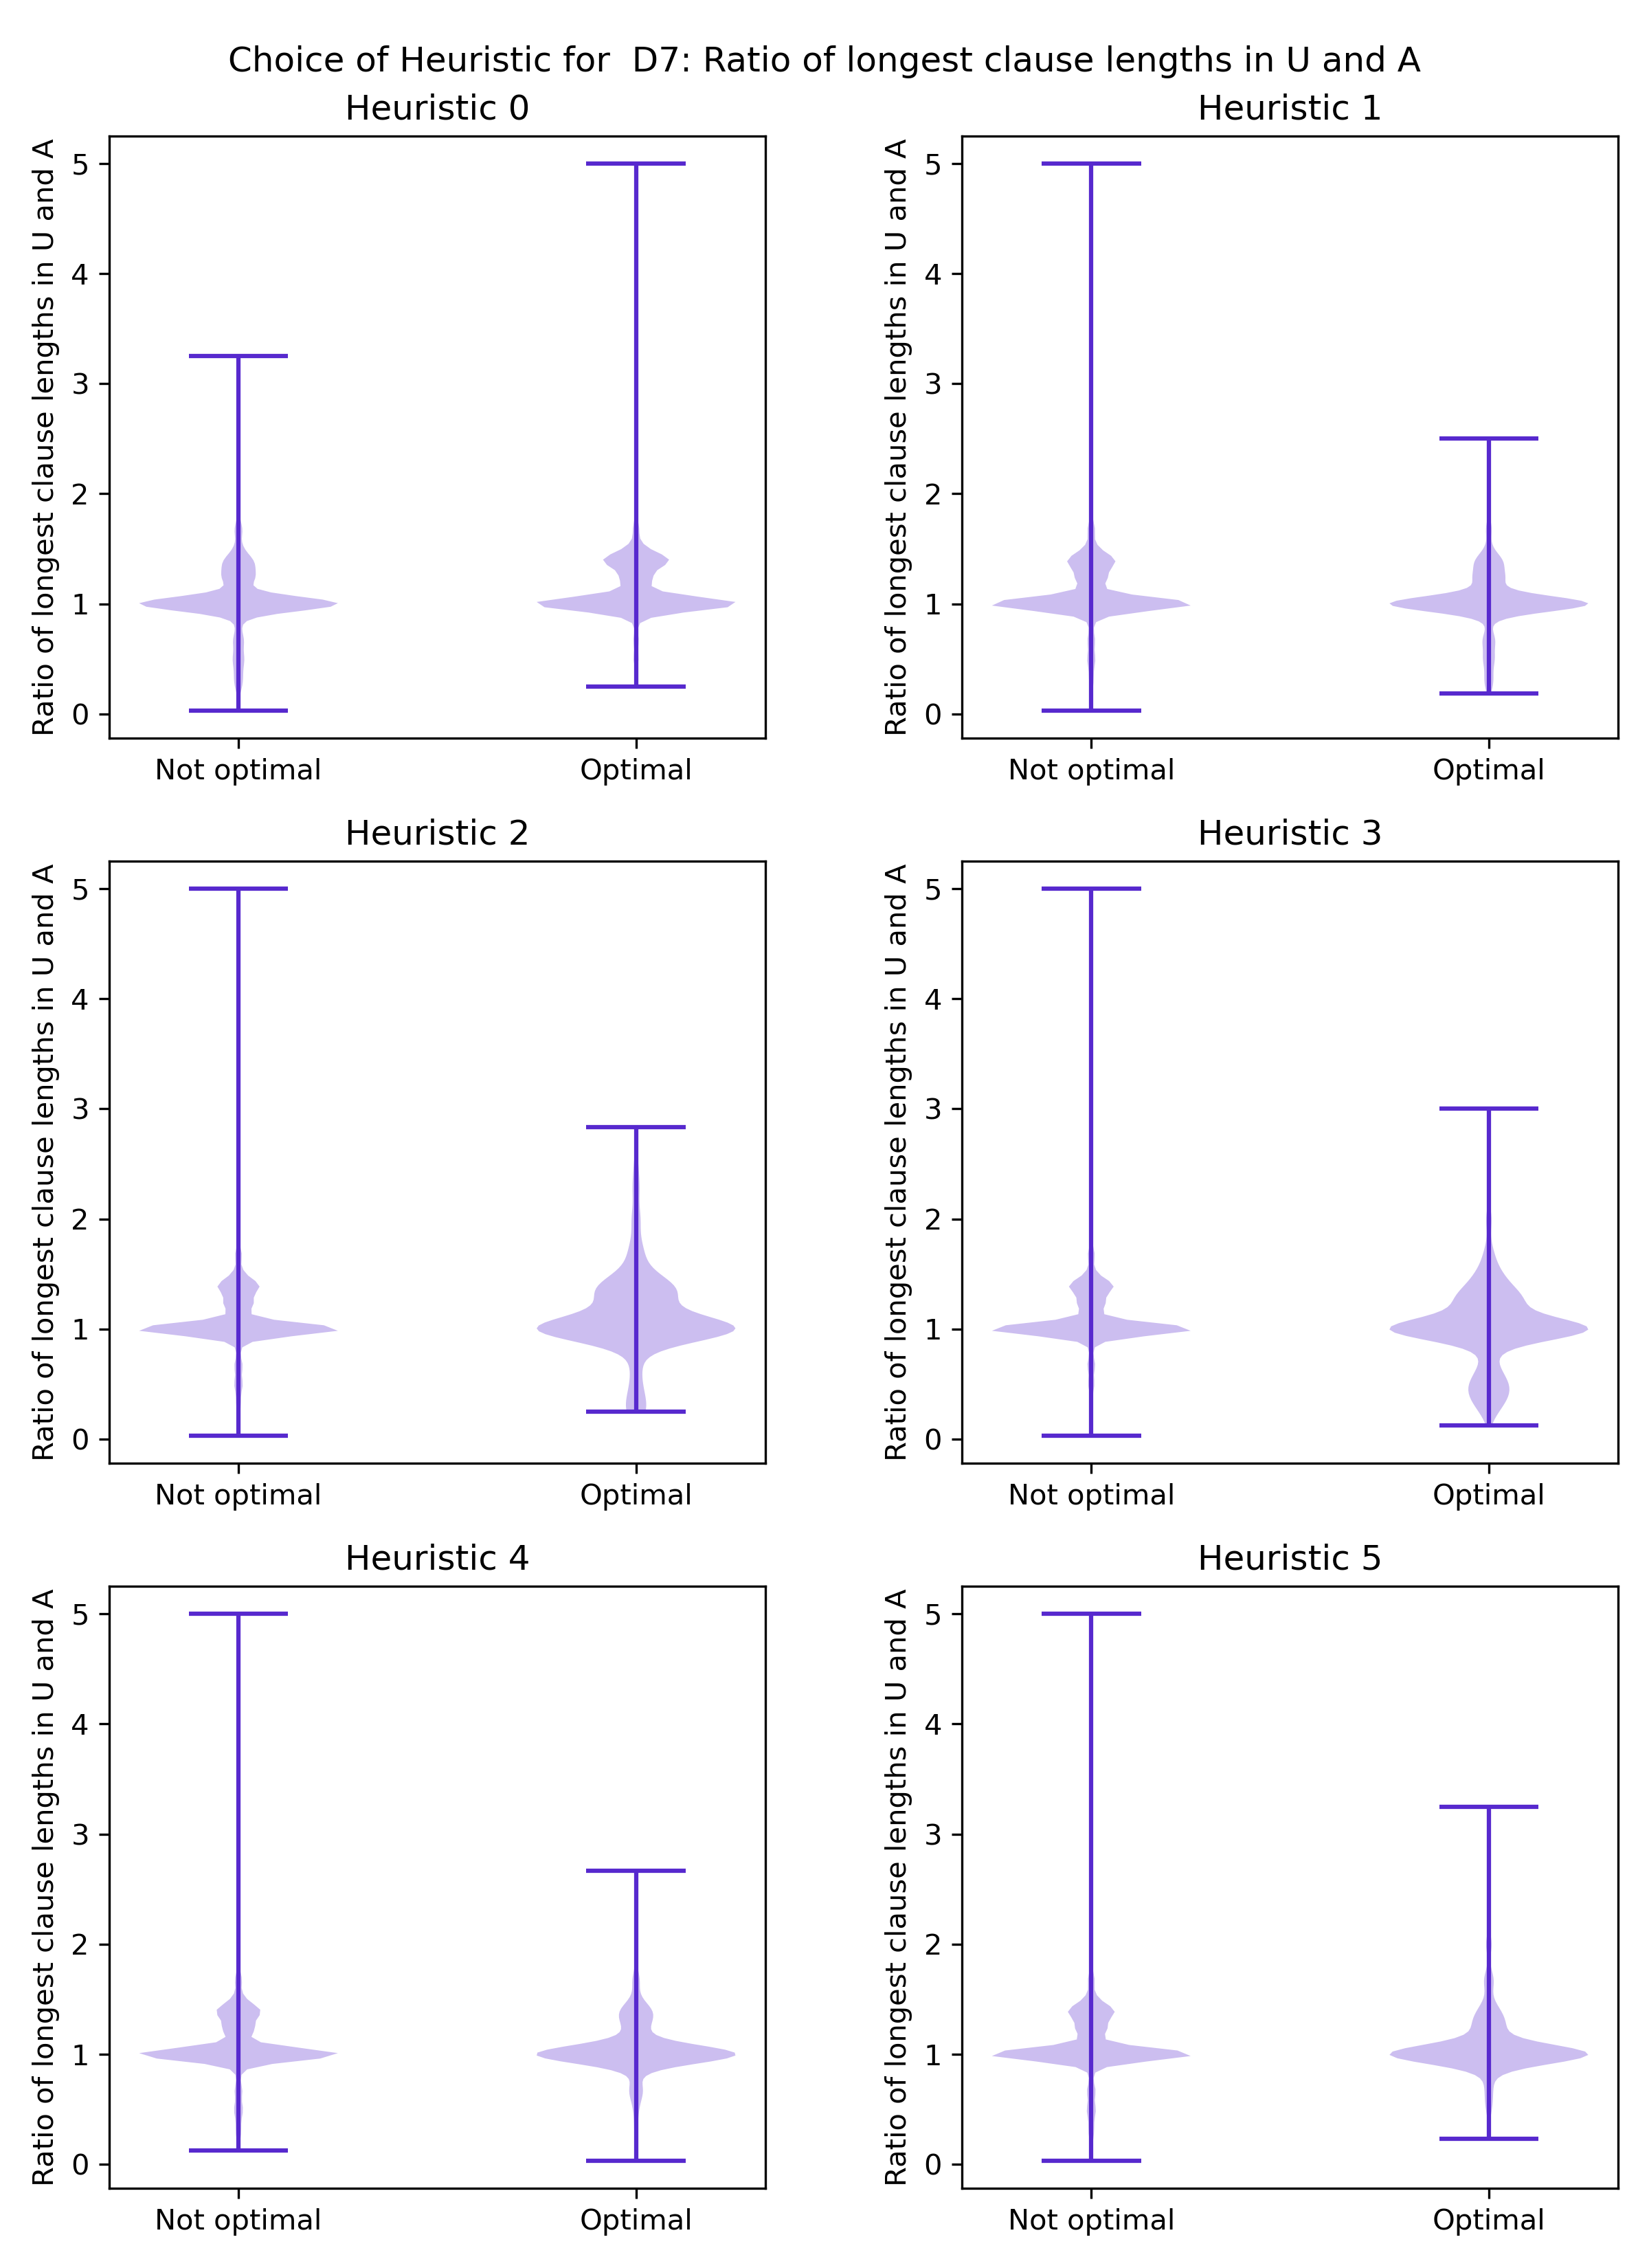 Choice of Heuristic for  D7: Ratio of longest clause lengths in U and A
Heuristic 0
Ratio of longest clause lengths in U and A
5
4
3
2
1
0
Not optimal
Optimal
Heuristic 1
Ratio of longest clause lengths in U and A
5
4
3
2
1
0
Not optimal
Optimal
Heuristic 2
Ratio of longest clause lengths in U and A
5
4
3
2
1
0
Not optimal
Optimal
Heuristic 3
Ratio of longest clause lengths in U and A
5
4
3
2
1
0
Not optimal
Optimal
Heuristic 4
Ratio of longest clause lengths in U and A
5
4
3
2
1
0
Not optimal
Optimal
Heuristic 5
Ratio of longest clause lengths in U and A
5
4
3
2
1
0
Not optimal
Optimal